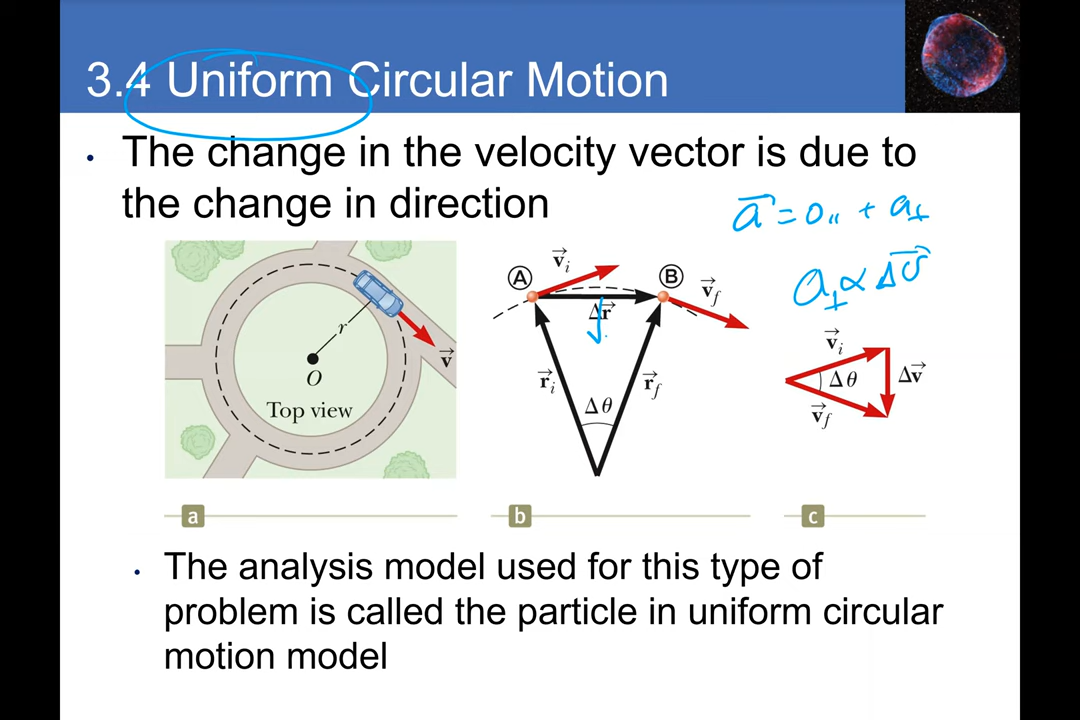 3.4 Uniform Circular Motion
• The change in the velocity vector is due to
the change in direction
a⃗ = 0₍₎ + a⊥
a⊥ ∝ Δv⃗
r
O
Top view
v⃗
Ⓐ
v⃗ᵢ
Δr⃗
Ⓑ
v⃗f
r⃗ᵢ
r⃗f
Δθ
v⃗ᵢ
Δθ
Δv⃗
v⃗f
a
b
c
• The analysis model used for this type of
problem is called the particle in uniform circular
motion model